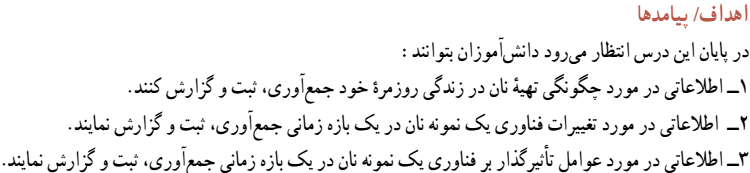 اهداف/ پیامدها
در پایان این درس انتظار می‌رود دانش‌آموزان بتوانند :
۱ــ اطلاعاتی در مورد چگونگی تهیهٔ نان در زندگی روزمرهٔ خود جمع‌آوری، ثبت و گزارش کنند.
۲ــ اطلاعاتی در مورد تغییرات فناوری یک نمونه نان در یک بازه زمانی جمع‌آوری، ثبت و گزارش نمایند.
۳ــ اطلاعاتی در مورد عوامل تأثیرگذار بر فناوری یک نمونه نان در یک بازه زمانی جمع‌آوری، ثبت و گزارش نمایند.